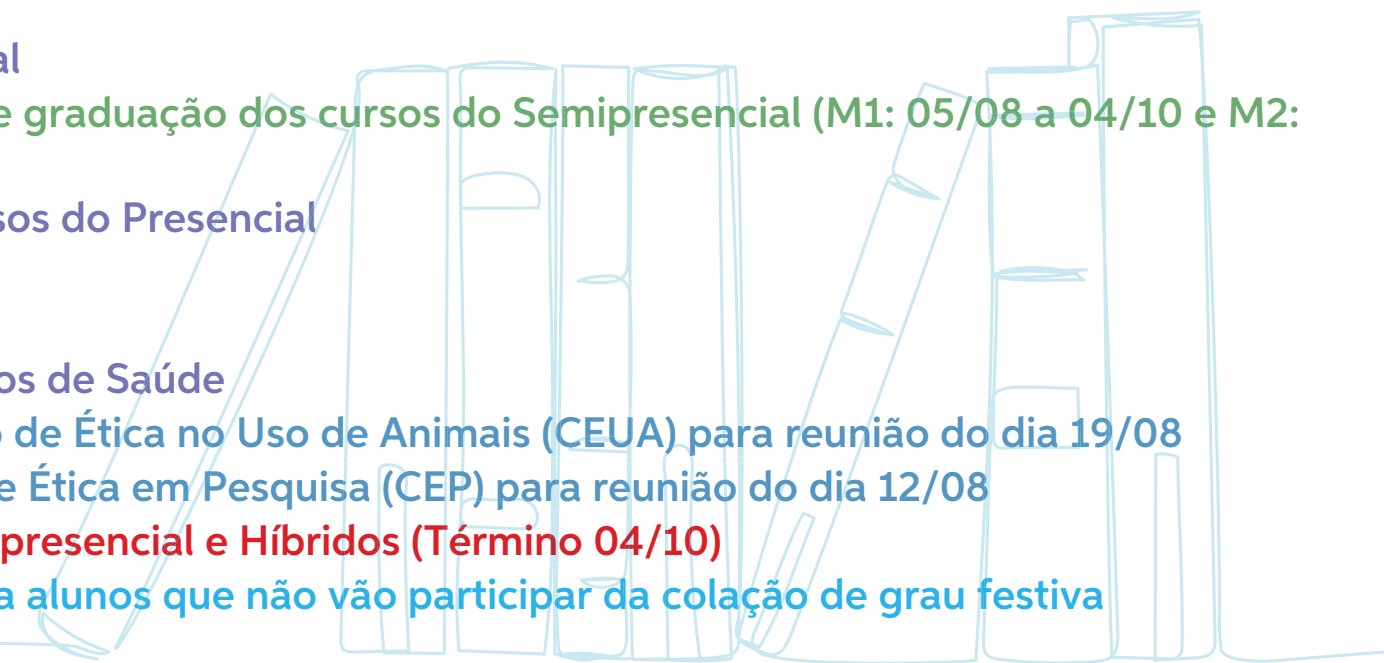 al
e graduação dos cursos do Semipresencial (M1: 05/08 a 04/10 e M2:
sos do Presencial
os de Saúde
o de Ética no Uso de Animais (CEUA) para reunião do dia 19/08
e Ética em Pesquisa (CEP) para reunião do dia 12/08
presencial e Híbridos (Término 04/10)
a alunos que não vão participar da colação de grau festiva